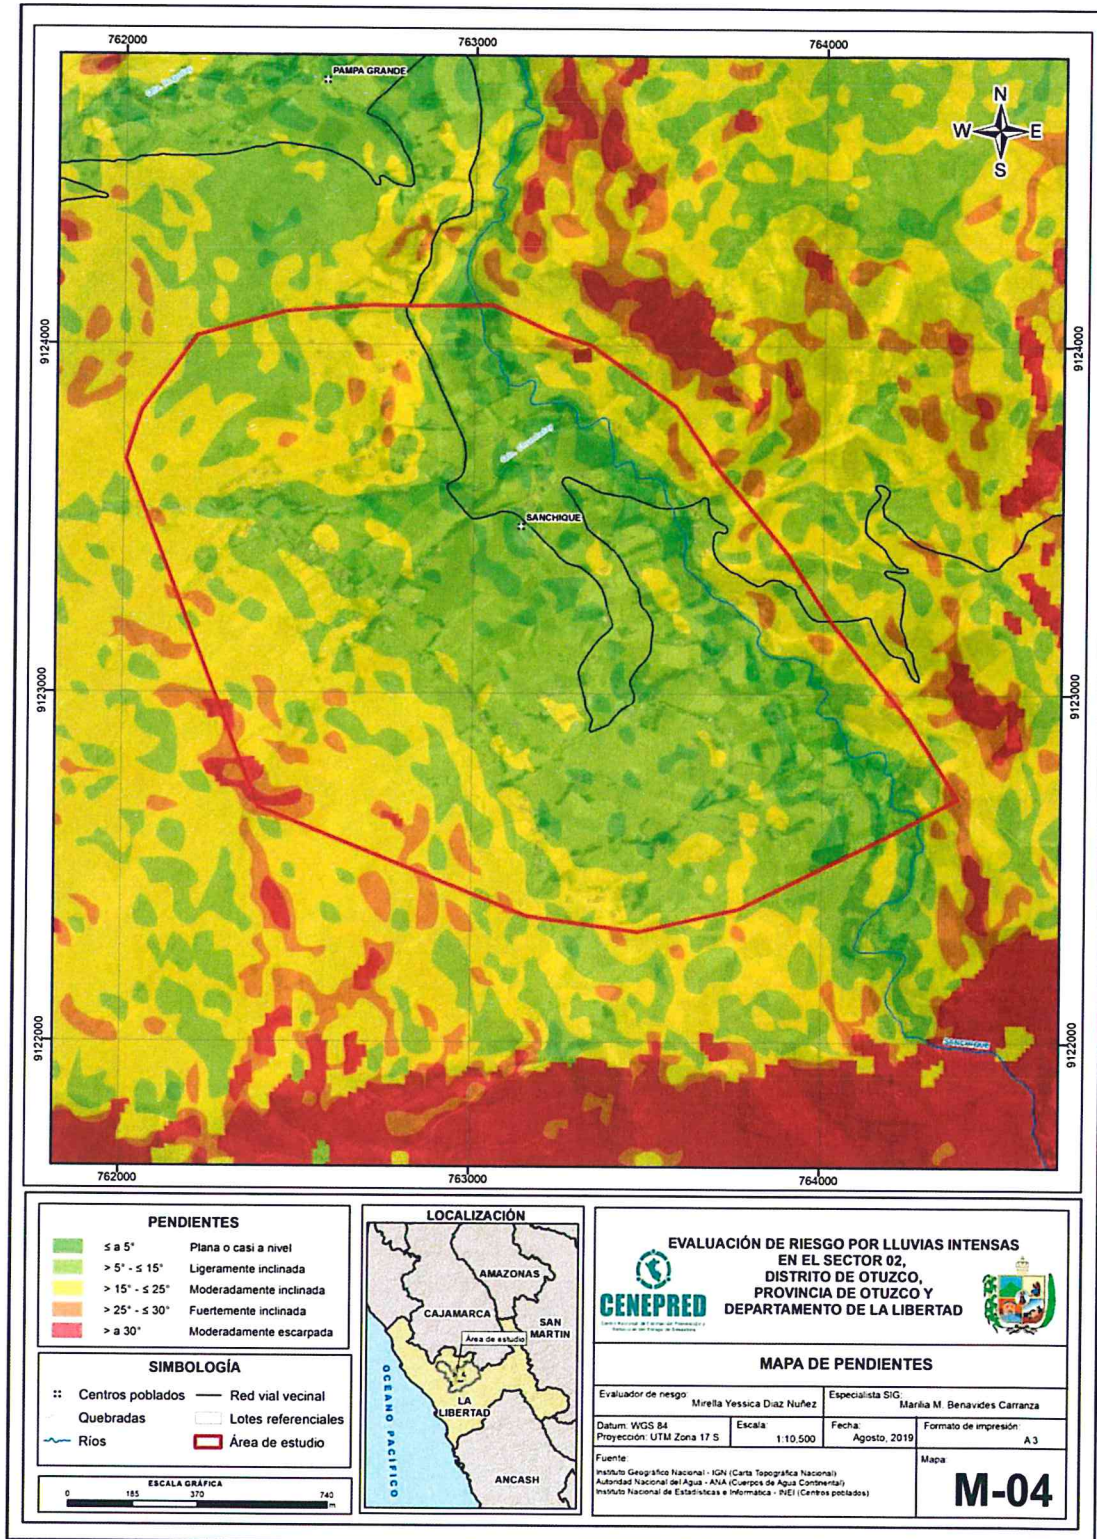 762000
763000
764000
PAMPA GRANDE
N
W
E
S
9124000
9124000
SANCHIQUE
9123000
9123000
9122000
9122000
SANCHIQUE
762000
763000
764000
PENDIENTES
≤ a 5° Plana o casi a nivel
> 5° - ≤ 15° Ligeramente inclinada
> 15° - ≤ 25° Moderadamente inclinada
> 25° - ≤ 30° Fuertemente inclinada
> a 30° Moderadamente escarpada
SIMBOLOGÍA
Centros poblados
Red vial vecinal
Quebradas
Lotes referenciales
Ríos
Área de estudio
ESCALA GRÁFICA
0 185 370 740
m
LOCALIZACIÓN
AMAZONAS
CAJAMARCA
SAN MARTIN
Área de estudio
LA LIBERTAD
OCEANO PACIFICO
ANCASH
CENEPRED
EVALUACIÓN DE RIESGO POR LLUVIAS INTENSAS
EN EL SECTOR 02,
DISTRITO DE OTUZCO,
PROVINCIA DE OTUZCO Y
DEPARTAMENTO DE LA LIBERTAD
MAPA DE PENDIENTES
Evaluador de riesgo:
Mirella Yessica Diaz Nuñez
Especialista SIG:
Marilia M. Benavides Carranza
Datum: WGS 84
Proyección: UTM Zona 17 S
Escala:
1:10,500
Fecha:
Agosto, 2019
Formato de impresión:
A 3
Fuente:
Instituto Geográfico Nacional - IGN (Carta Topográfica Nacional)
Autoridad Nacional del Agua - ANA (Cuerpos de Agua Continental)
Instituto Nacional de Estadísticas e Informática - INEI (Centros poblados)
Mapa:
M-04